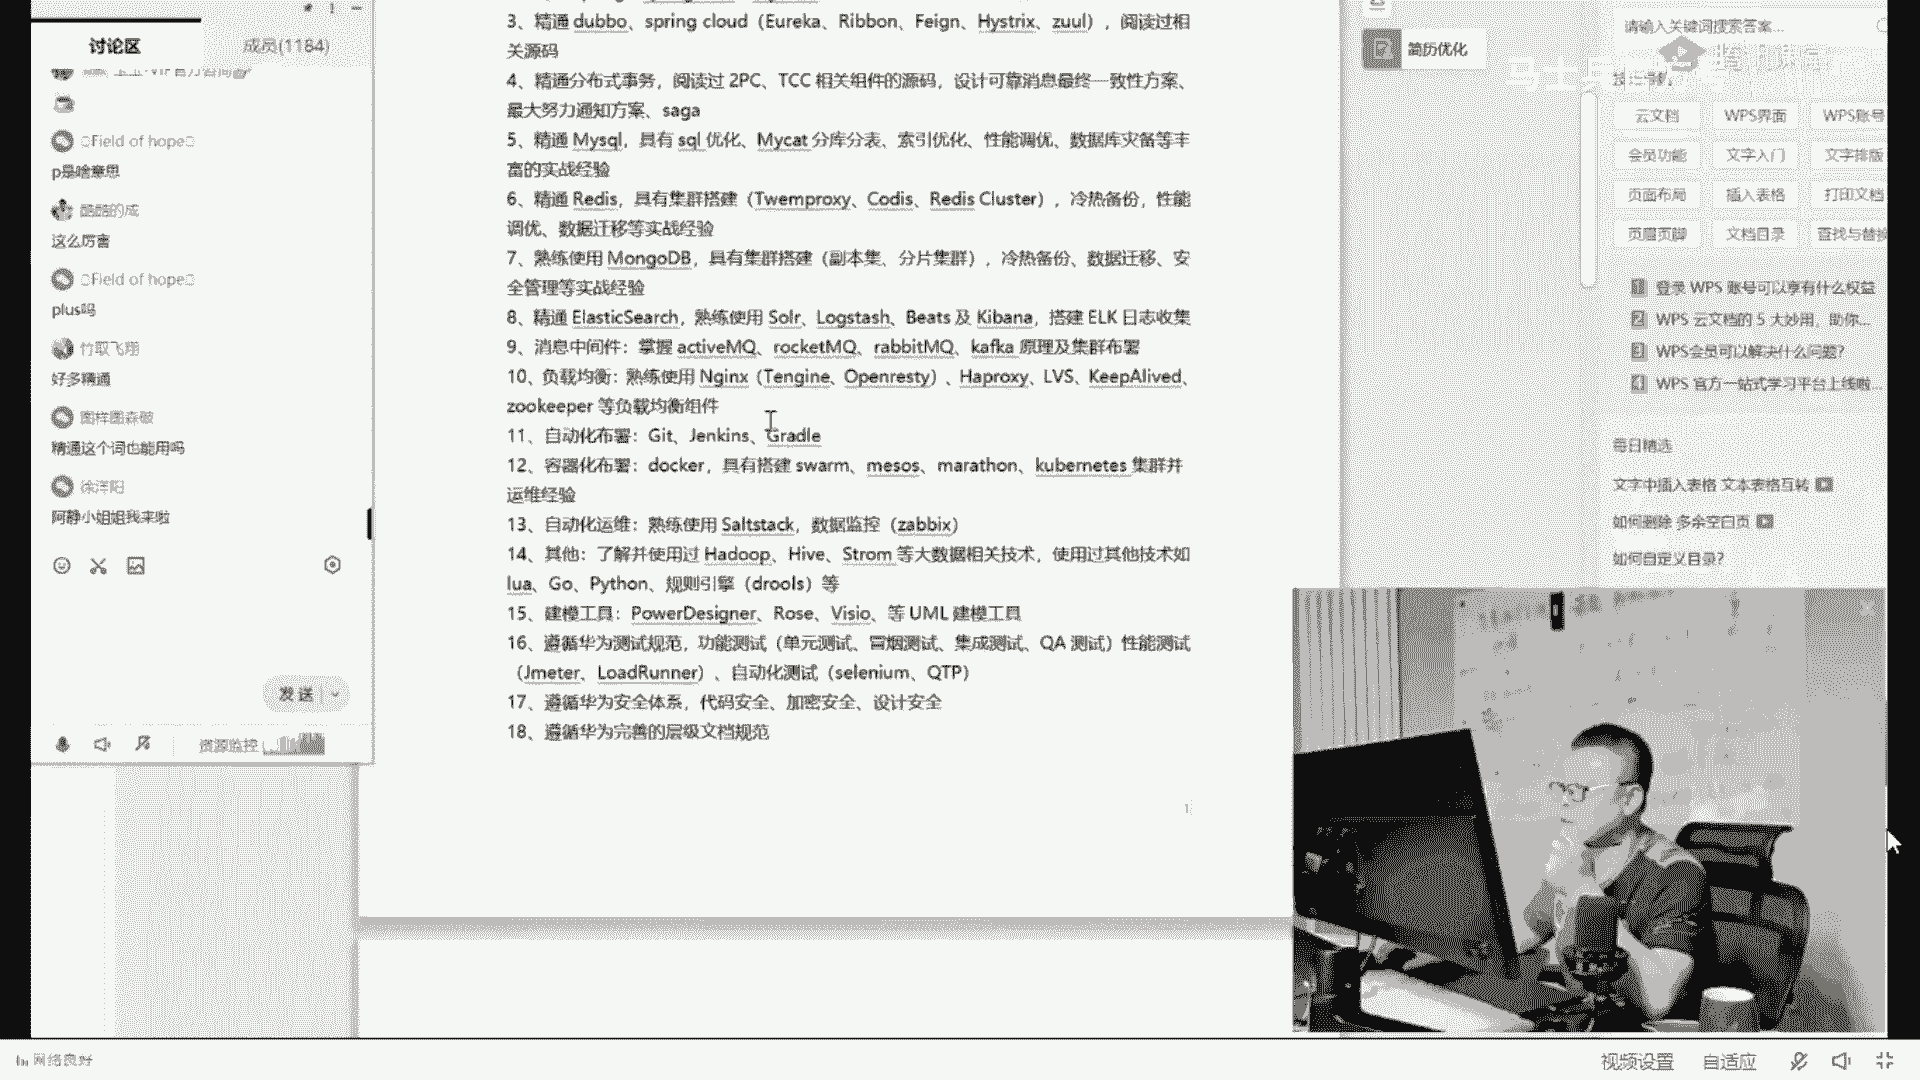 讨论区
成员(1184)
Field of hope
p是啥意思
酷酷的成
这么厉害
Field of hope
plus吗
竹取飞翔
好多精通
图样图森破
精通这个词也能用吗
徐洋阳
阿静小姐姐我来啦
发送
资源监控
网络良好
3、精通 dubbo、spring cloud（Eureka、Ribbon、Feign、Hystrix、zuul），阅读过相
关源码
4、精通分布式事务，阅读过 2PC、TCC 相关组件的源码，设计可靠消息最终一致性方案、
最大努力通知方案、saga
5、精通 Mysql，具有 sql 优化、Mycat 分库分表、索引优化、性能调优、数据库灾备等丰
富的实战经验
6、精通 Redis，具有集群搭建（Twemproxy、Codis、Redis Cluster），冷热备份，性能
调优、数据迁移等实战经验
7、熟练使用 MongoDB，具有集群搭建（副本集、分片集群），冷热备份、数据迁移、安
全管理等实战经验
8、精通 ElasticSearch，熟练使用 Solr、Logstash、Beats 及 Kibana，搭建 ELK 日志收集
9、消息中间件：掌握 activeMQ、rocketMQ、rabbitMQ、kafka 原理及集群布署
10、负载均衡：熟练使用 Nginx（Tengine、Openresty）、Haproxy、LVS、KeepAlived、
zookeeper 等负载均衡组件
11、自动化布署：Git、Jenkins、Gradle
12、容器化布署：docker，具有搭建 swarm、mesos、marathon、kubernetes 集群并
运维经验
13、自动化运维：熟练使用 Saltstack，数据监控（zabbix）
14、其他：了解并使用过 Hadoop、Hive、Strom 等大数据相关技术，使用过其他技术如
lua、Go、Python、规则引擎（drools）等
15、建模工具：PowerDesigner、Rose、Visio、等 UML 建模工具
16、遵循华为测试规范，功能测试（单元测试、冒烟测试、集成测试、QA 测试）性能测试
（Jmeter、LoadRunner）、自动化测试（selenium、QTP）
17、遵循华为安全体系，代码安全、加密安全、设计安全
18、遵循华为完善的层级文档规范
1
简历优化
请输入关键词搜索答案...
云文档 WPS界面 WPS账号
会员功能 文字入门 文字排版
页面布局 插入表格 打印文档
页眉页脚 文档目录 查找与替换
1 登录 WPS 账号可以享有什么权益
2 WPS 云文档的 5 大妙用，助你...
3 WPS会员可以解决什么问题?
4 WPS 官方一站式学习平台上线啦...
每日精选
文字中插入表格 文本表格互转
如何删除 多余空白页
如何自定义目录?
视频设置
自适应